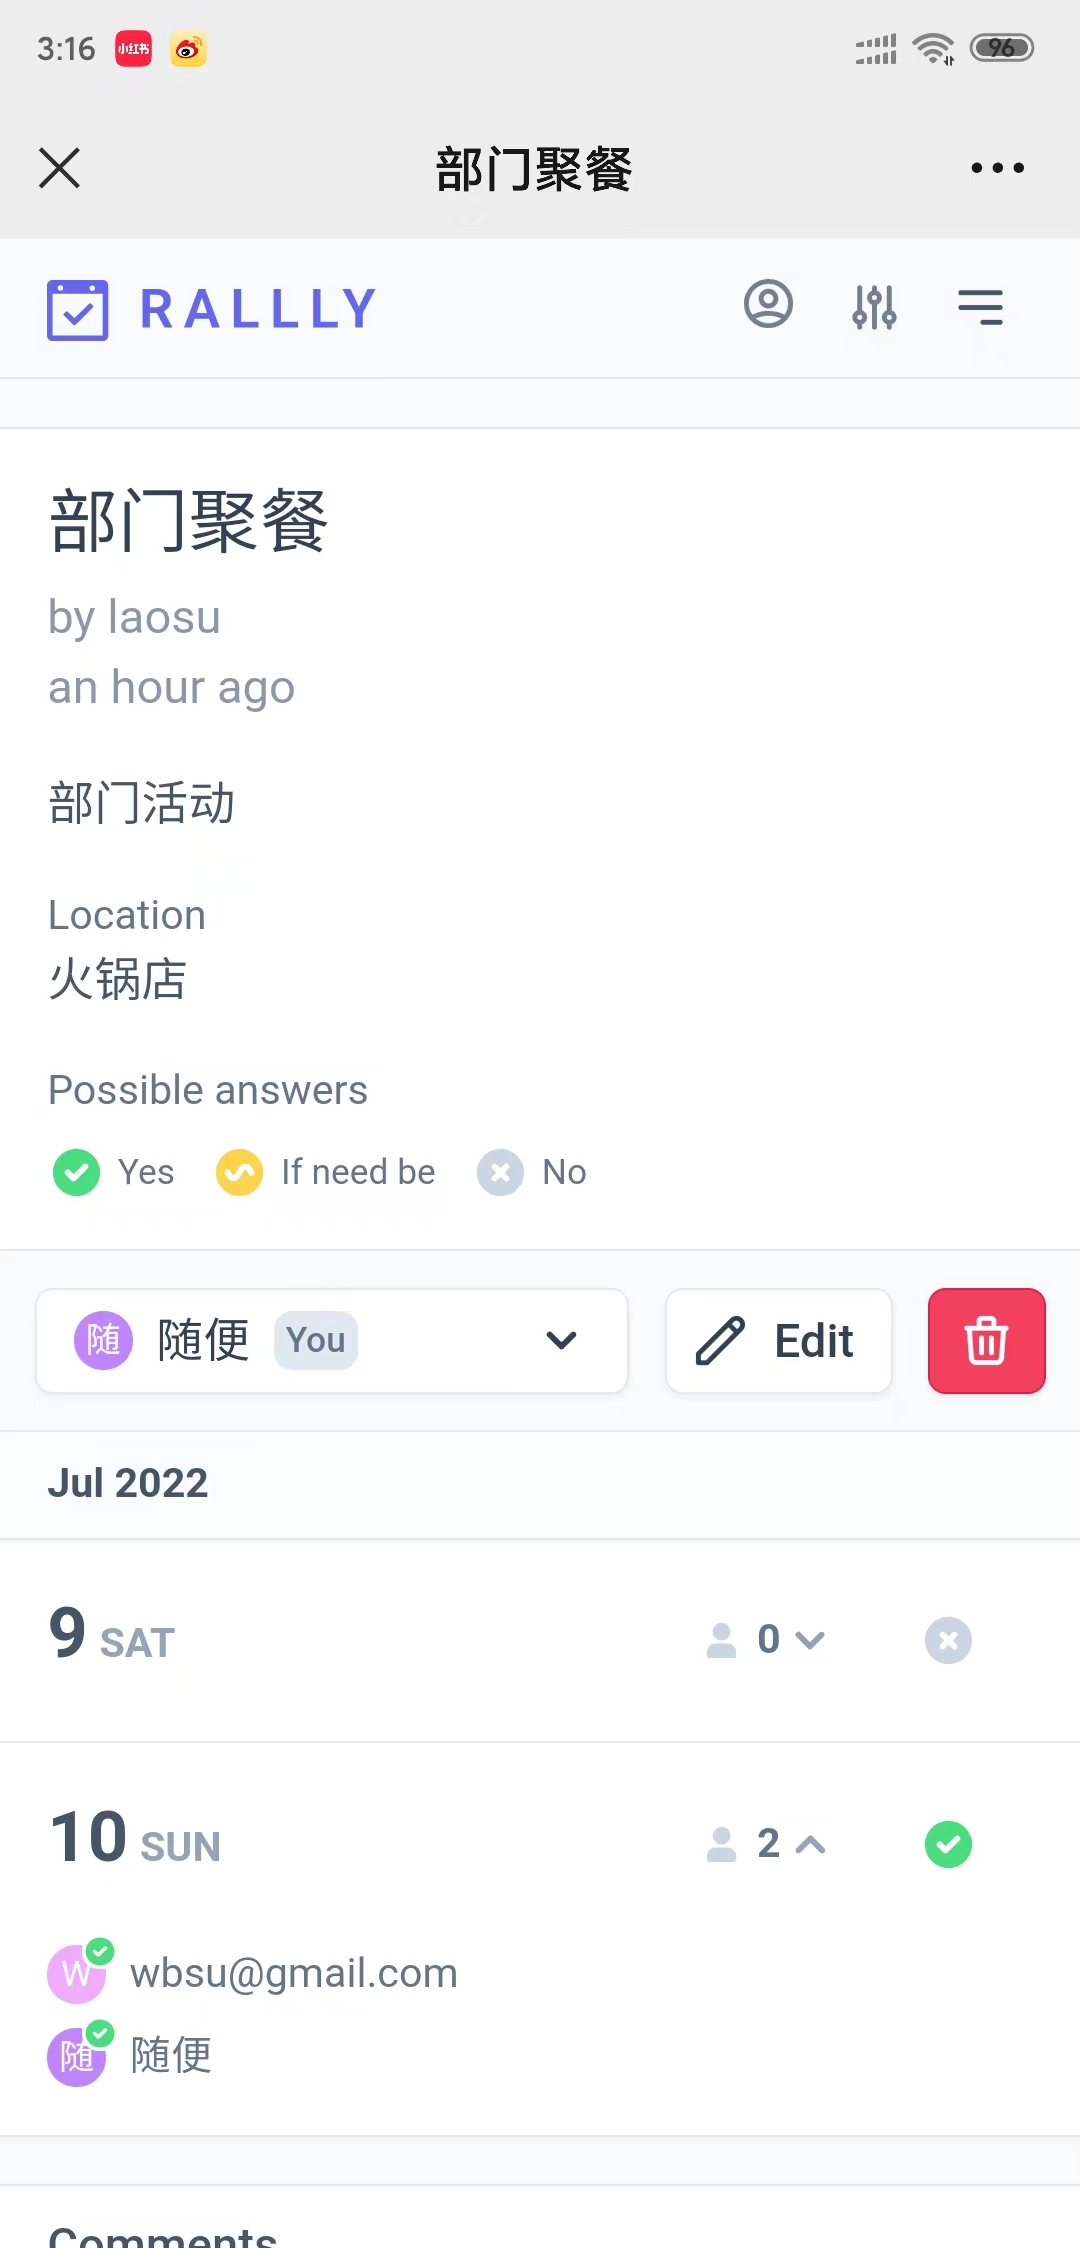 3:16 小红书 96
部门聚餐
RALLLY
部门聚餐
by laosu
an hour ago
部门活动
Location
火锅店
Possible answers
Yes If need be No
随 随便 You Edit
Jul 2022
9 SAT 0
10 SUN 2
W wbsu@gmail.com
随 随便
Comments